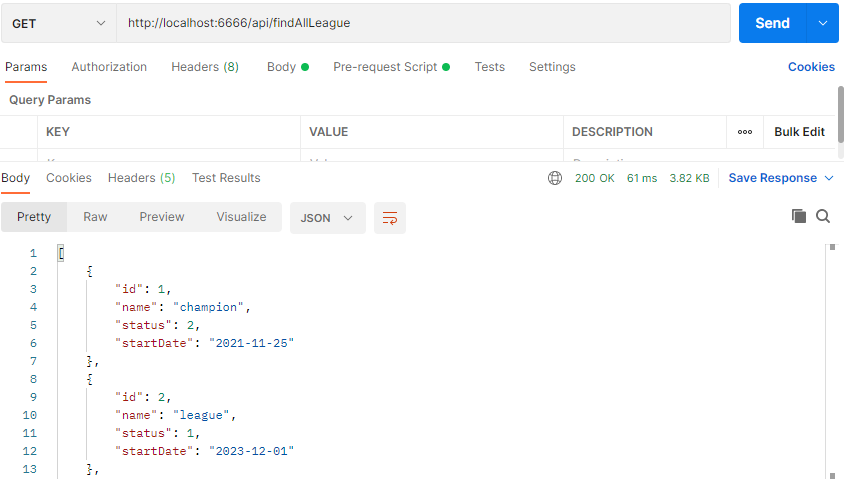 GET http://localhost:6666/api/findAllLeague Send
Params Authorization Headers (8) Body Pre-request Script Tests Settings Cookies
Query Params
KEY VALUE DESCRIPTION Bulk Edit
Body Cookies Headers (5) Test Results 200 OK 61 ms 3.82 KB Save Response
Pretty Raw Preview Visualize JSON
1 [
2 {
3 "id": 1,
4 "name": "champion",
5 "status": 2,
6 "startDate": "2021-11-25"
7 },
8 {
9 "id": 2,
10 "name": "league",
11 "status": 1,
12 "startDate": "2023-12-01"
13 },